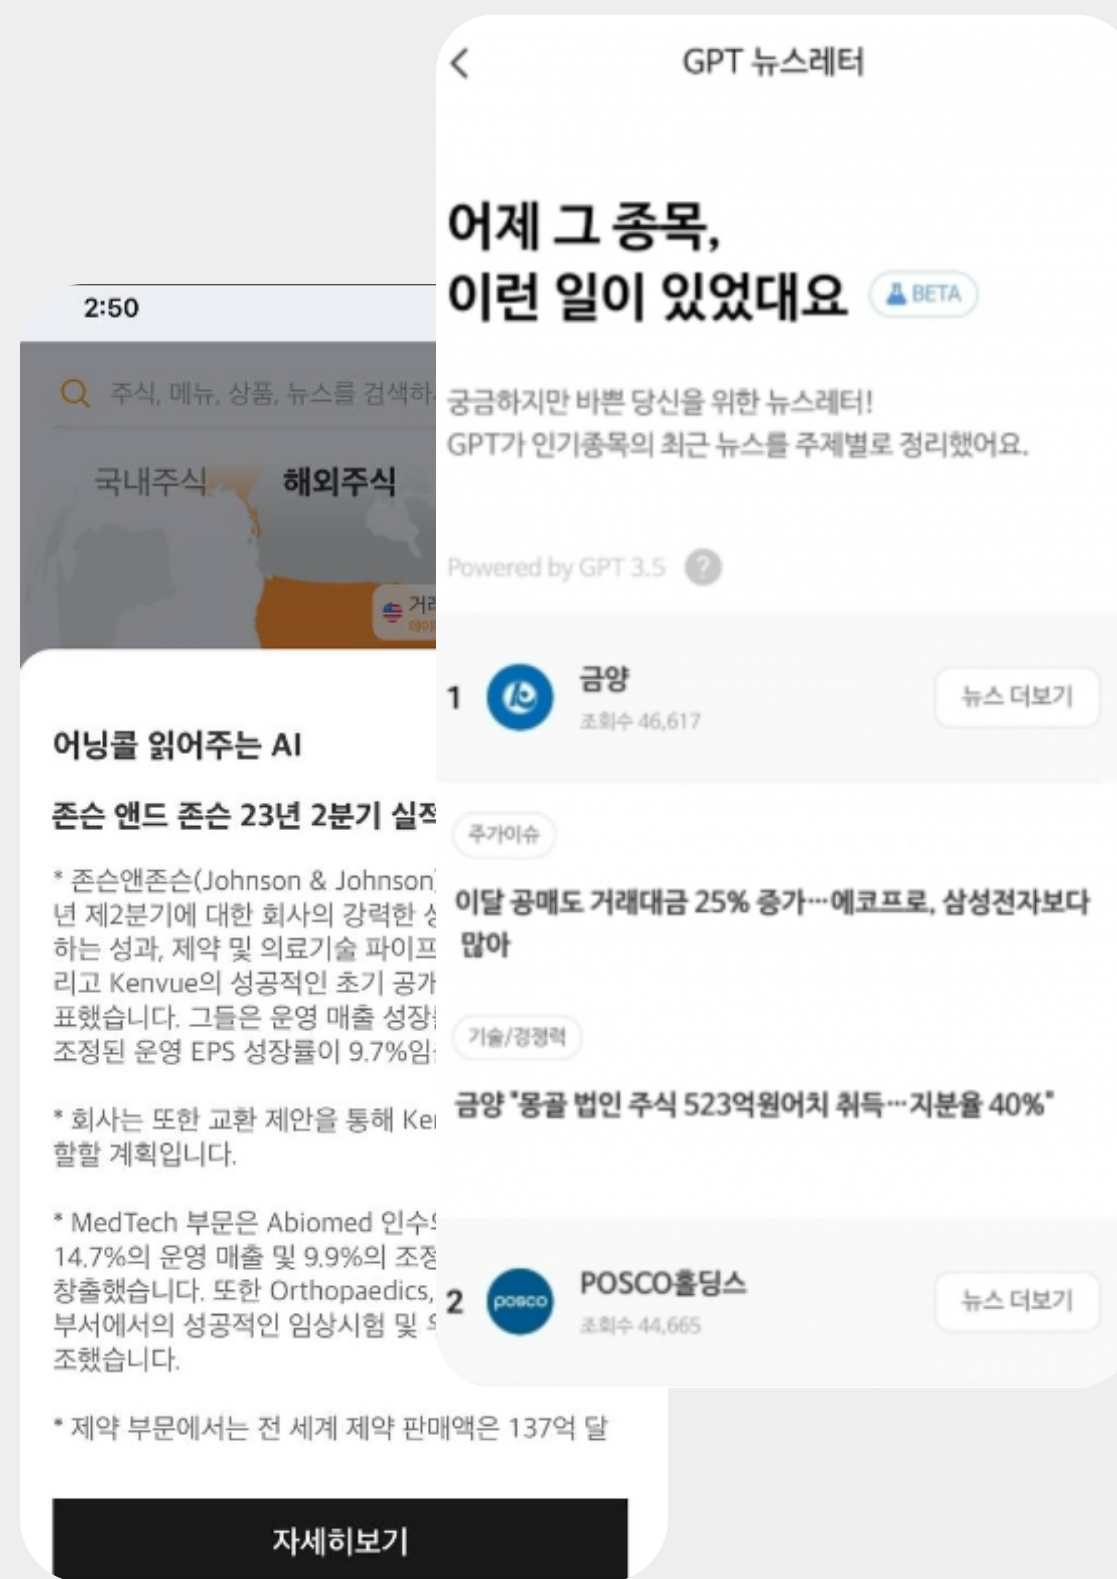 GPT 뉴스레터
어제 그 종목,
이런 일이 있었대요
BETA
궁금하지만 바쁜 당신을 위한 뉴스레터!
GPT가 인기종목의 최근 뉴스를 주제별로 정리했어요.
Powered by GPT 3.5 ?
1
금양
조회수 46,617
뉴스 더보기
주가이슈
이달 공매도 거래대금 25% 증가…에코프로, 삼성전자보다
많아
기술/경쟁력
금양 "몽골 법인 주식 523억원어치 취득…지분율 40%"
2
posco
POSCO홀딩스
조회수 44,665
뉴스 더보기
2:50
주식, 메뉴, 상품, 뉴스를 검색하
국내주식 해외주식
거래
어닝콜 읽어주는 AI
존슨 앤드 존슨 23년 2분기 실적
* 존슨앤존슨(Johnson & Johnson)
년 제2분기에 대한 회사의 강력한
하는 성과, 제약 및 의료기술 파이프
리고 Kenvue의 성공적인 초기 공개
표했습니다. 그들은 운영 매출 성장
조정된 운영 EPS 성장률이 9.7%임
* 회사는 또한 교환 제안을 통해
할할 계획입니다.
* MedTech 부문은 Abiomed 인수
14.7%의 운영 매출 및 9.9%의 조정
창출했습니다. 또한 Orthopaedics,
부서에서의 성공적인 임상시험 및
조했습니다.
* 제약 부문에서는 전 세계 제약 판매액은 137억 달
자세히보기